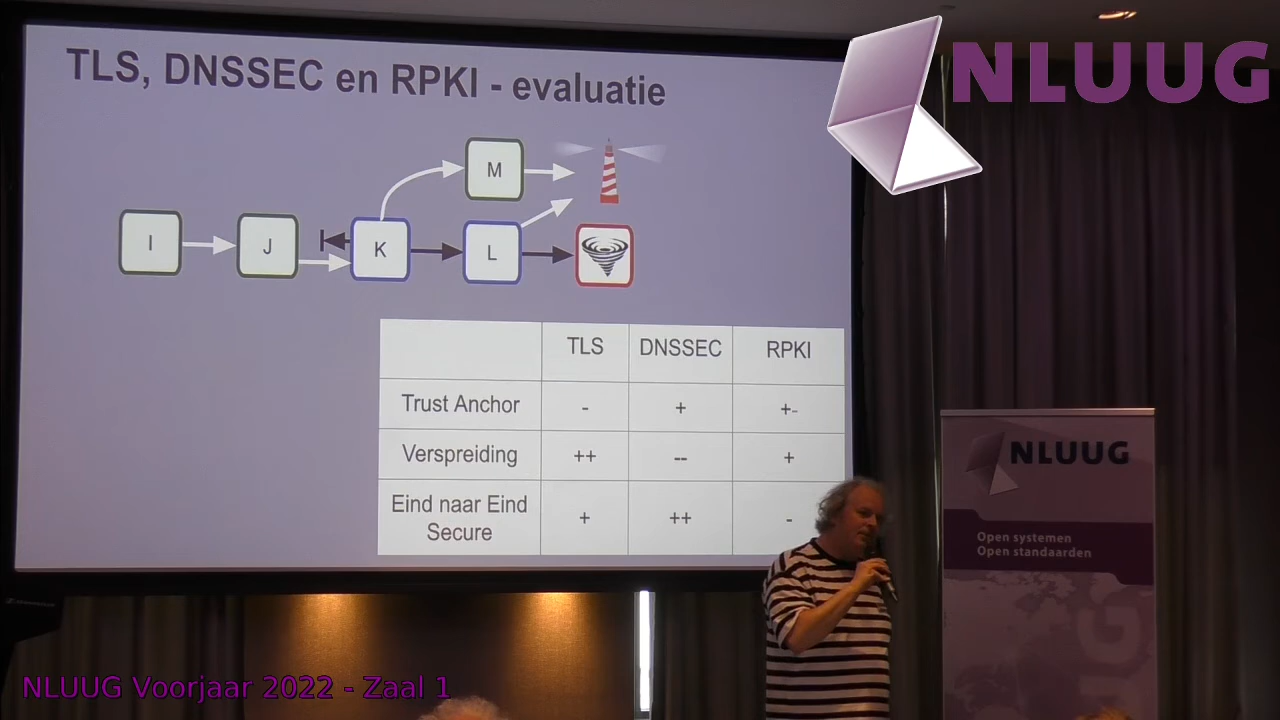 TLS, DNSSEC en RPKI - evaluatie
NLUUG
M
I
J
K
L
TLS
DNSSEC
RPKI
Trust Anchor
-
+
+-
Verspreiding
++
--
+
Eind naar Eind
Secure
+
++
-
NLUUG
Open systemen
Open standaarden
NLUUG Voorjaar 2022 - Zaal 1